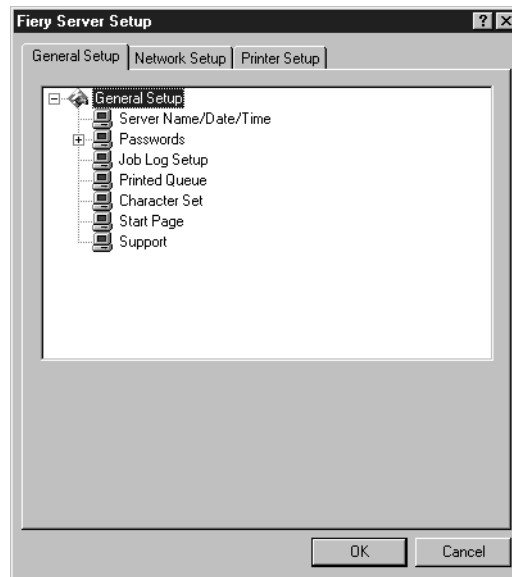 Fiery Server Setup
General Setup Network Setup Printer Setup
General Setup
Server Name/Date/Time
Passwords
Job Log Setup
Printed Queue
Character Set
Start Page
Support
OK Cancel